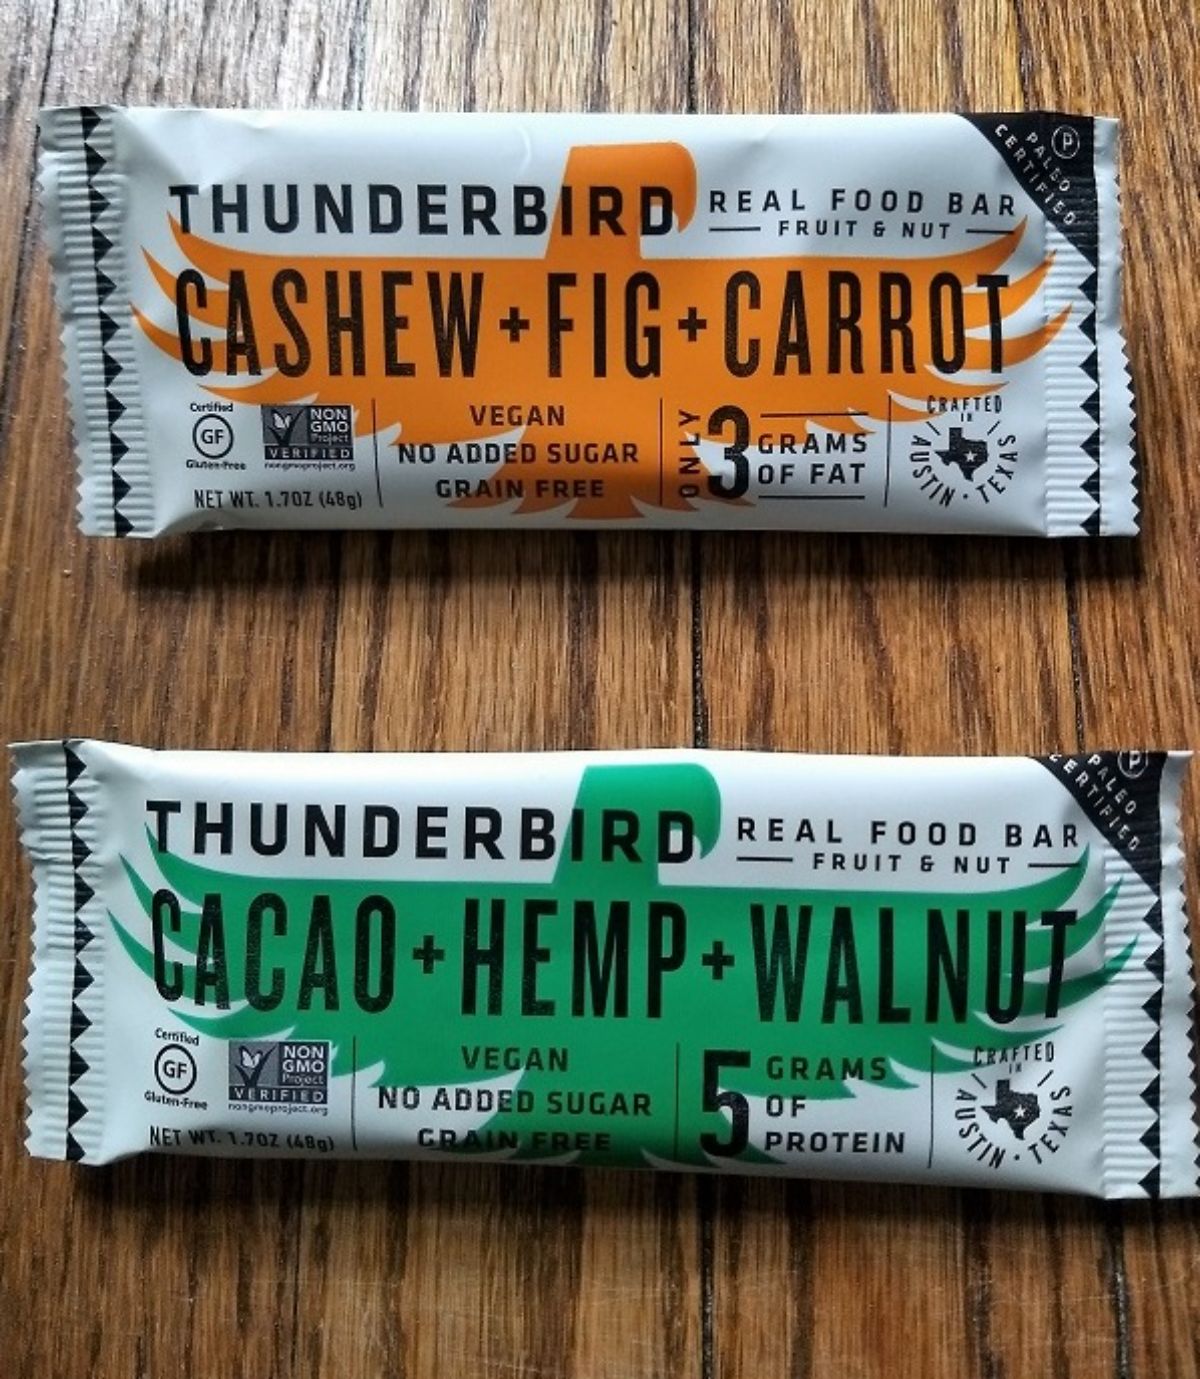 THUNDERBIRD
REAL FOOD BAR
FRUIT & NUT
P
PALEO
CERTIFIED
CASHEW + FIG + CARROT
Certified
GF
Gluten-Free
NON
GMO
Project
VERIFIED
nongmoproject.org
NET WT. 1.7OZ (48g)
VEGAN
NO ADDED SUGAR
GRAIN FREE
ONLY
3
GRAMS
OF FAT
CRAFTED
IN
AUSTIN · TEXAS
THUNDERBIRD
REAL FOOD BAR
FRUIT & NUT
P
PALEO
CERTIFIED
CACAO + HEMP + WALNUT
Certified
GF
Gluten-Free
NON
GMO
Project
VERIFIED
nongmoproject.org
NET WT. 1.7OZ (48g)
VEGAN
NO ADDED SUGAR
GRAIN FREE
5
GRAMS
OF
PROTEIN
CRAFTED
IN
AUSTIN · TEXAS